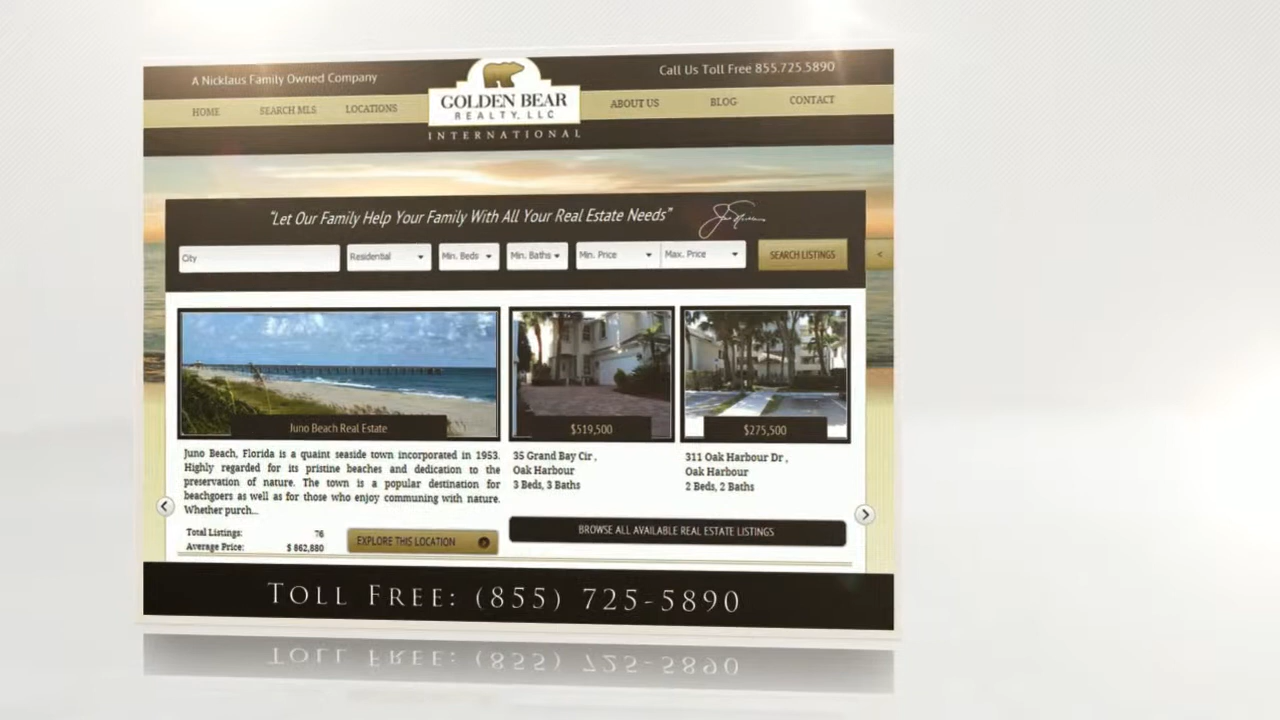 A Nicklaus Family Owned Company
Call Us Toll Free 855.725.5890
HOME SEARCH MLS LOCATIONS
GOLDEN BEAR
REALTY, LLC
INTERNATIONAL
ABOUT US BLOG CONTACT
"Let Our Family Help Your Family With All Your Real Estate Needs"
City Residential Min. Beds Min. Baths Min. Price Max. Price SEARCH LISTINGS <
Juno Beach Real Estate
Juno Beach, Florida is a quaint seaside town incorporated in 1953.
Highly regarded for its pristine beaches and dedication to the
preservation of nature. The town is a popular destination for
beachgoers as well as for those who enjoy communing with nature.
Whether purch...
Total Listings: 76
Average Price: $ 862,880
EXPLORE THIS LOCATION
$519,500
35 Grand Bay Cir ,
Oak Harbour
3 Beds, 3 Baths
$275,500
311 Oak Harbour Dr ,
Oak Harbour
2 Beds, 2 Baths
BROWSE ALL AVAILABLE REAL ESTATE LISTINGS
TOLL FREE: (855) 725-5890